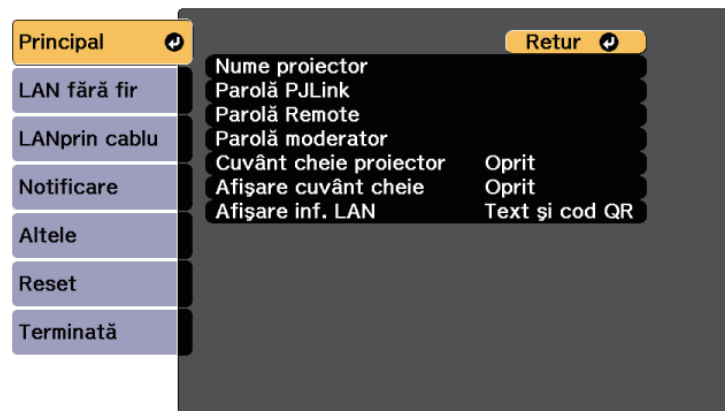 Principal
LAN fără fir
LANprin cablu
Notificare
Altele
Reset
Terminată
Retur
Nume proiector
Parolă PJLink
Parolă Remote
Parolă moderator
Cuvânt cheie proiector Oprit
Afişare cuvânt cheie Oprit
Afişare inf. LAN Text şi cod QR